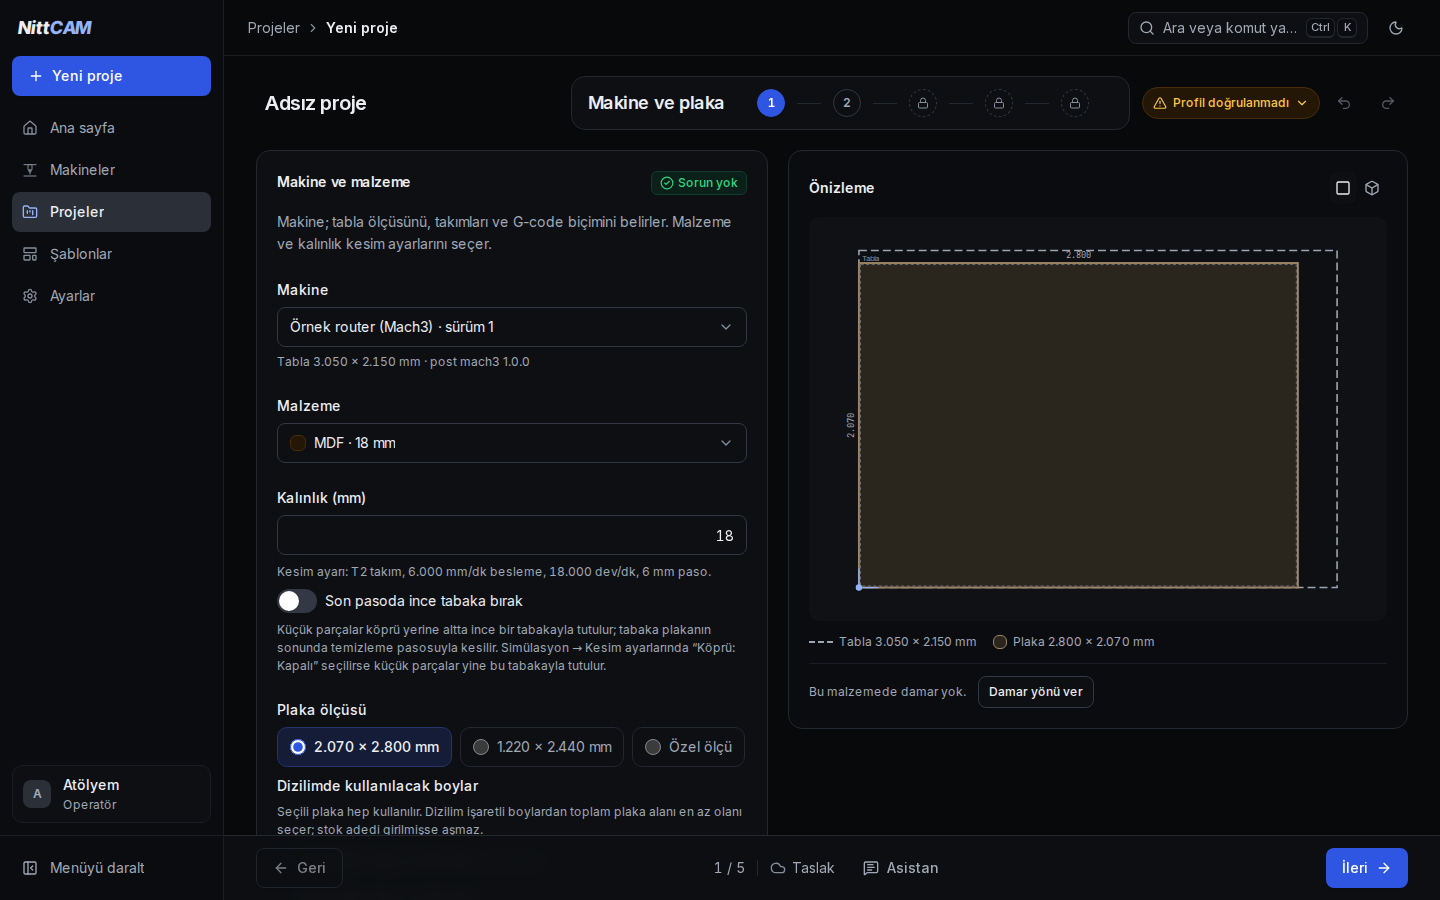 NittCAM
Yeni proje
Ana sayfa
Makineler
Projeler
Şablonlar
Ayarlar
A
Atölyem
Operatör
Menüyü daralt
Projeler
Yeni proje
Ara veya komut ya...
Ctrl
K
Adsız proje
Makine ve plaka
1
2
Profil doğrulanmadı
Makine ve malzeme
Sorun yok
Makine; tabla ölçüsünü, takımları ve G-code biçimini belirler. Malzeme
ve kalınlık kesim ayarlarını seçer.
Makine
Örnek router (Mach3) · sürüm 1
Tabla 3.050 × 2.150 mm · post mach3 1.0.0
Malzeme
MDF · 18 mm
Kalınlık (mm)
18
Kesim ayarı: T2 takım, 6.000 mm/dk besleme, 18.000 dev/dk, 6 mm paso.
Son pasoda ince tabaka bırak
Küçük parçalar köprü yerine altta ince bir tabakayla tutulur; tabaka plakanın
sonunda temizleme pasosuyla kesilir. Simülasyon → Kesim ayarlarında “Köprü:
Kapalı” seçilirse küçük parçalar yine bu tabakayla tutulur.
Plaka ölçüsü
2.070 × 2.800 mm
1.220 × 2.440 mm
Özel ölçü
Dizilimde kullanılacak boylar
Seçili plaka hep kullanılır. Dizilim işaretli boylardan toplam plaka alanı en az olanı
seçer; stok adedi girilmişse aşmaz.
Önizleme
Tabla
2.800
2.070
Tabla 3.050 × 2.150 mm
Plaka 2.800 × 2.070 mm
Bu malzemede damar yok.
Damar yönü ver
Geri
1 / 5
Taslak
Asistan
İleri